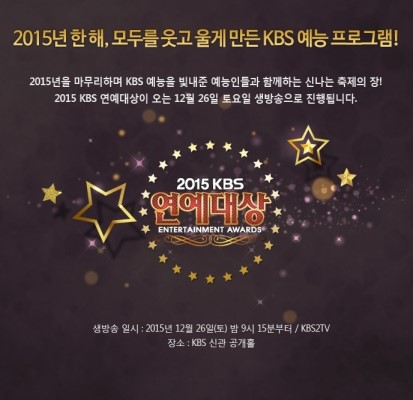 2015년 한 해, 모두를 웃고 울게 만든 KBS 예능 프로그램!
2015년을 마무리하며 KBS 예능을 빛내준 예능인들과 함께하는 신나는 축제의 장!
2015 KBS 연예대상이 오는 12월 26일 토요일 생방송으로 진행됩니다.
2015 KBS
연예대상
ENTERTAINMENT AWARDS
생방송 일시 : 2015년 12월 26일(토) 밤 9시 15분부터 / KBS2TV
장소 : KBS 신관 공개홀